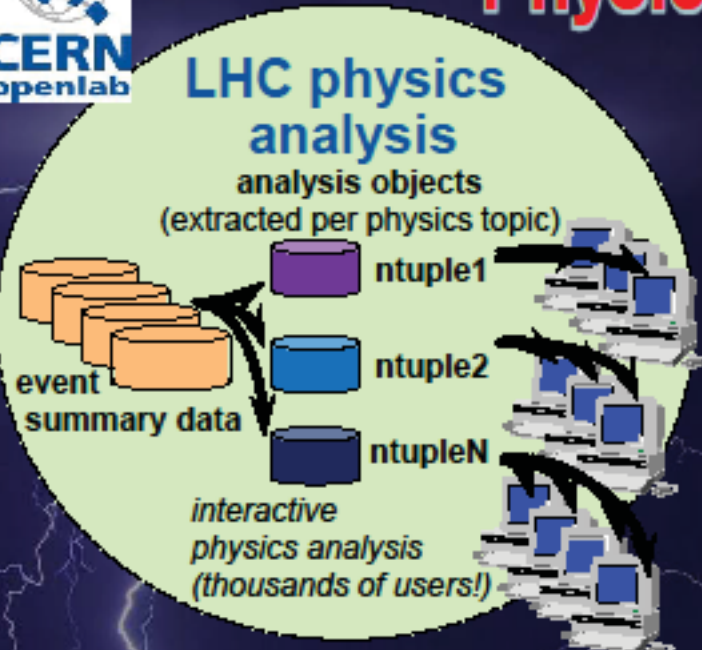 CERN
openlab
LHC physics
analysis
analysis objects
(extracted per physics topic)
ntuple1
ntuple2
ntupleN
event
summary data
interactive
physics analysis
(thousands of users!)